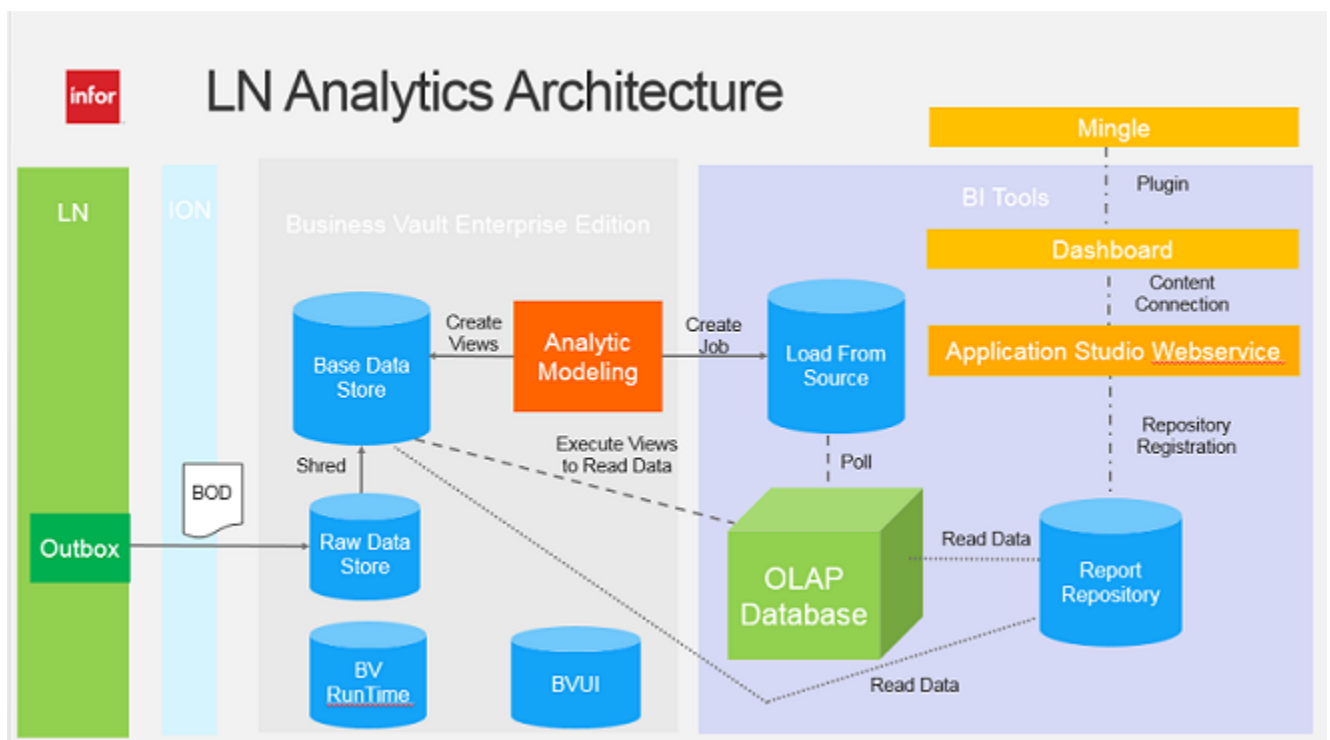 infor
LN Analytics Architecture
Mingle
Plugin
LN
ION
BI Tools
Business Vault Enterprise Edition
Dashboard
Content
Connection
Create
Views
Analytic
Modeling
Create
Job
Base Data
Store
Load From
Source
Application Studio Webservice
Execute Views
to Read Data
Repository
Registration
Shred
Poll
BOD
Outbox
Raw Data
Store
OLAP
Database
Read Data
Report
Repository
BV
RunTime
BVUI
Read Data